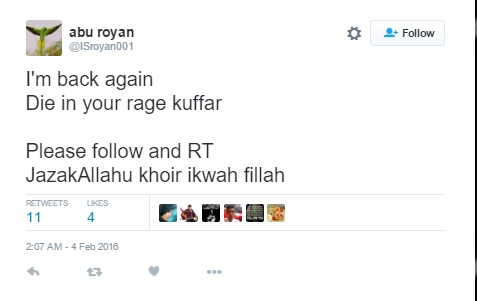 abu royan
@ISroyan001
Follow
I'm back again
Die in your rage kuffar
Please follow and RT
JazakAllahu khoir ikwah fillah
RETWEETS LIKES
11 4
2:07 AM - 4 Feb 2016